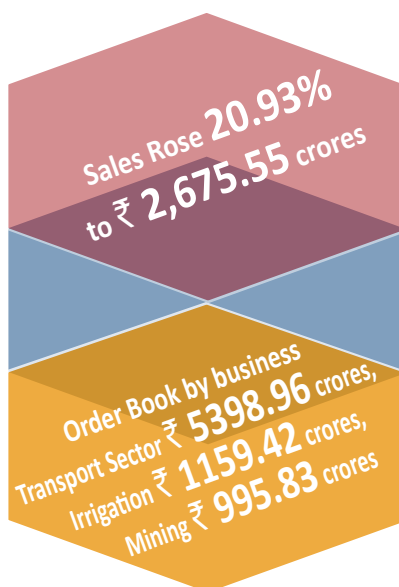 Sales Rose 20.93%
to ₹ 2,675.55 crores
Order Book by business
Transport Sector ₹ 5398.96 crores,
Irrigation ₹ 1159.42 crores,
Mining ₹ 995.83 crores